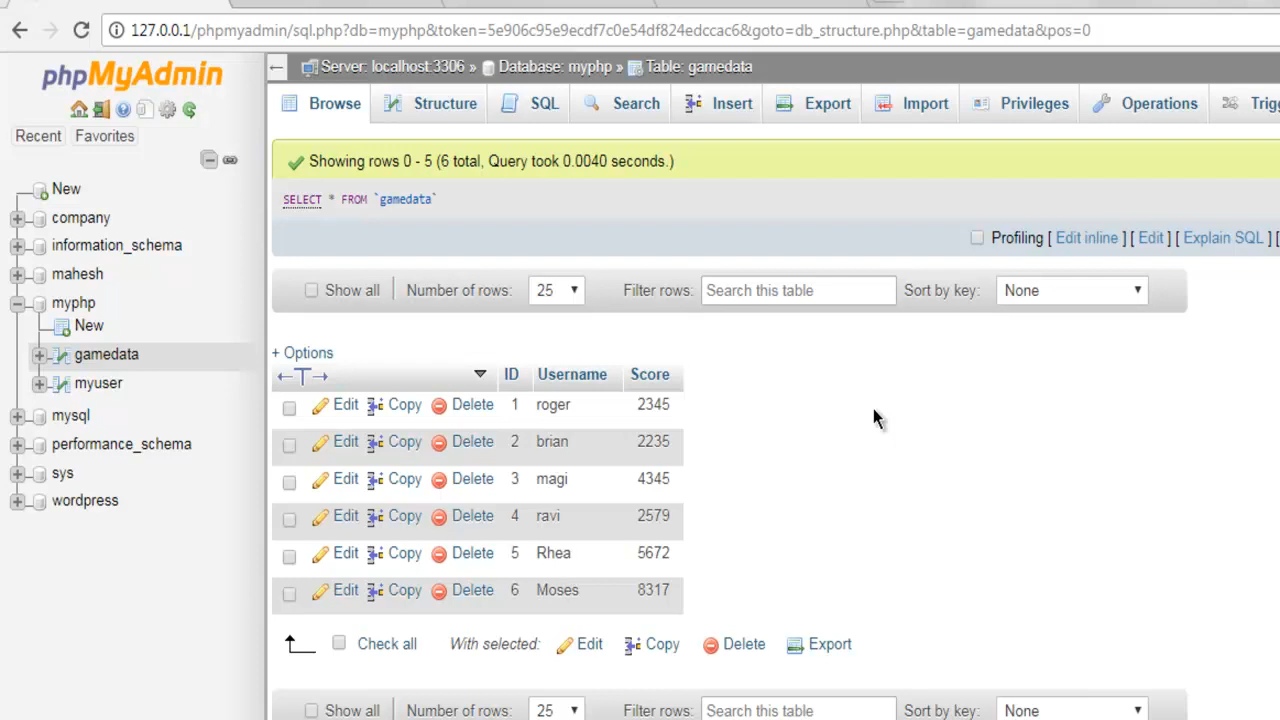 127.0.0.1/phpmyadmin/sql.php?db=myphp&token=5e906c95e9ecdf7c0e54df824edccac6&goto=db_structure.php&table=gamedata&pos=0
phpMyAdmin
Recent Favorites
New
company
information_schema
mahesh
myphp
New
gamedata
myuser
mysql
performance_schema
sys
wordpress
Server: localhost:3306 » Database: myphp » Table: gamedata
Browse Structure SQL Search Insert Export Import Privileges Operations Trig
Showing rows 0 - 5 (6 total, Query took 0.0040 seconds.)
SELECT * FROM `gamedata`
Profiling [ Edit inline ] [ Edit ] [ Explain SQL ] [
Show all Number of rows: 25 Filter rows: Search this table Sort by key: None
+ Options
←T→ ID Username Score
Edit Copy Delete 1 roger 2345
Edit Copy Delete 2 brian 2235
Edit Copy Delete 3 magi 4345
Edit Copy Delete 4 ravi 2579
Edit Copy Delete 5 Rhea 5672
Edit Copy Delete 6 Moses 8317
Check all With selected: Edit Copy Delete Export
Show all Number of rows: 25 Filter rows: Search this table Sort by key: None